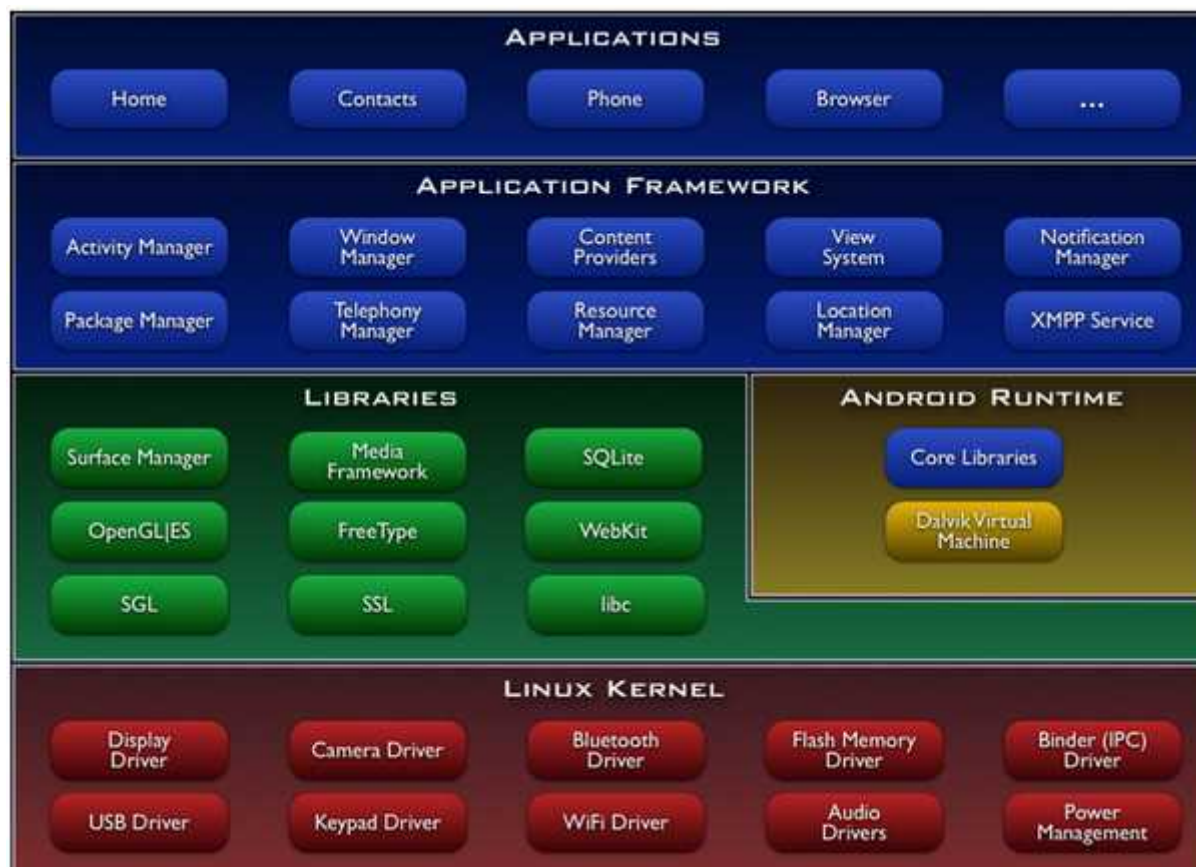 APPLICATIONS
Home
Contacts
Phone
Browser
...
APPLICATION FRAMEWORK
Activity Manager
Window
Manager
Content
Providers
View
System
Notification
Manager
Package Manager
Telephony
Manager
Resource
Manager
Location
Manager
XMPP Service
LIBRARIES
Surface Manager
Media
Framework
SQLite
OpenGL|ES
FreeType
WebKit
SGL
SSL
libc
ANDROID RUNTIME
Core Libraries
Dalvik Virtual
Machine
LINUX KERNEL
Display
Driver
Camera Driver
Bluetooth
Driver
Flash Memory
Driver
Binder (IPC)
Driver
USB Driver
Keypad Driver
WiFi Driver
Audio
Drivers
Power
Management